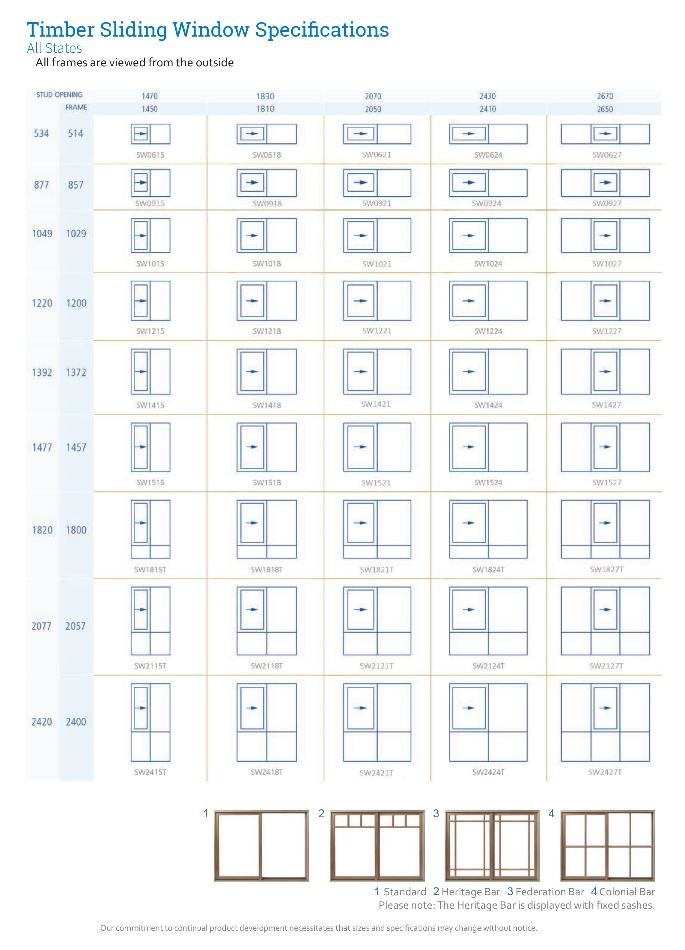 Timber Sliding Window Specifications
All States
All frames are viewed from the outside
STUD OPENING 1470 1830 2070 2430 2670
FRAME 1450 1810 2050 2410 2650
534 514
SW0615 SW0618 SW0621 SW0624 SW0627
877 857
SW0915 SW0918 SW0921 SW0924 SW0927
1049 1029
SW1015 SW1018 SW1021 SW1024 SW1027
1220 1200
SW1215 SW1218 SW1221 SW1224 SW1227
1392 1372
SW1415 SW1418 SW1421 SW1424 SW1427
1477 1457
SW1515 SW1518 SW1521 SW1524 SW1527
1820 1800
SW1815T SW1818T SW1821T SW1824T SW1827T
2077 2057
SW2115T SW2118T SW2121T SW2124T SW2127T
2420 2400
SW2415T SW2418T SW2421T SW2424T SW2427T
1 2 3 4
1 Standard 2 Heritage Bar 3 Federation Bar 4 Colonial Bar
Please note: The Heritage Bar is displayed with fixed sashes.
Our commitment to continual product development necessitates that sizes and specifications may change without notice.